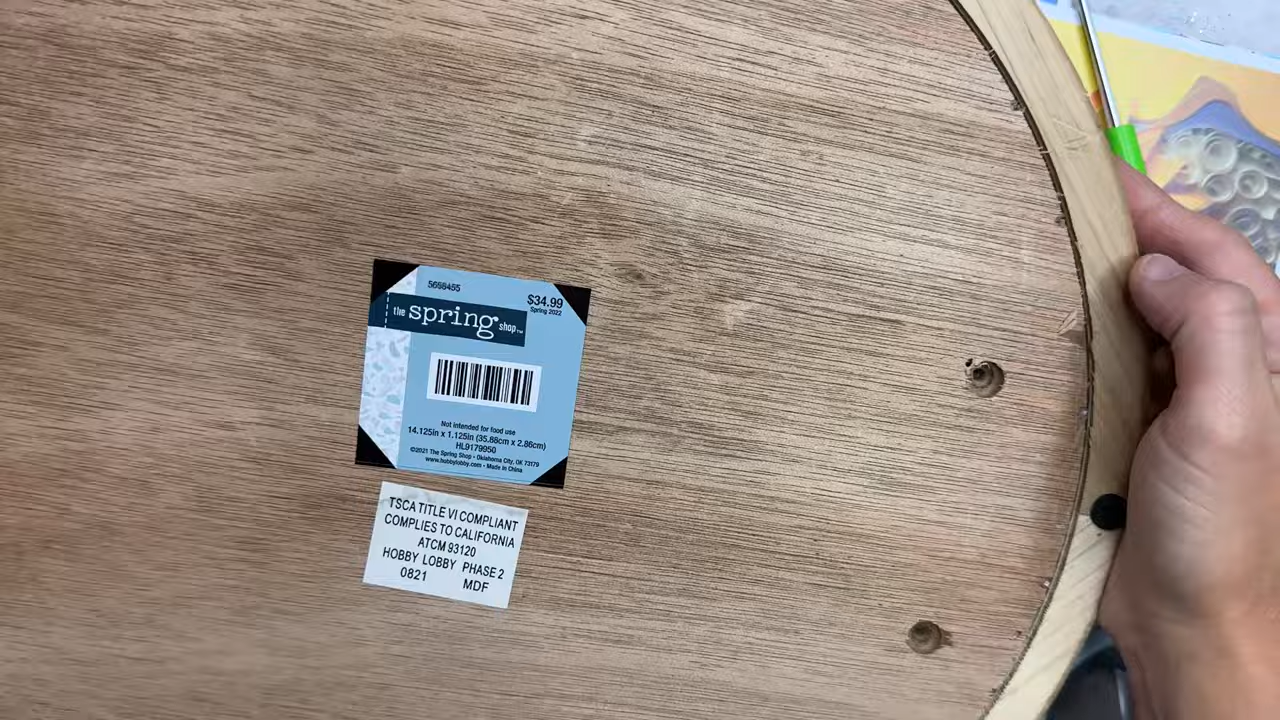 5698455
$34.99
Spring 2022
the spring shop™
Not intended for food use
14.125in x 1.125in (35.88cm x 2.86cm)
HL9179950
©2021 The Spring Shop • Oklahoma City, OK 73179
www.hobbylobby.com • Made in China
TSCA TITLE VI COMPLIANT
COMPLIES TO CALIFORNIA
ATCM 93120
HOBBY LOBBY PHASE 2
0821 MDF